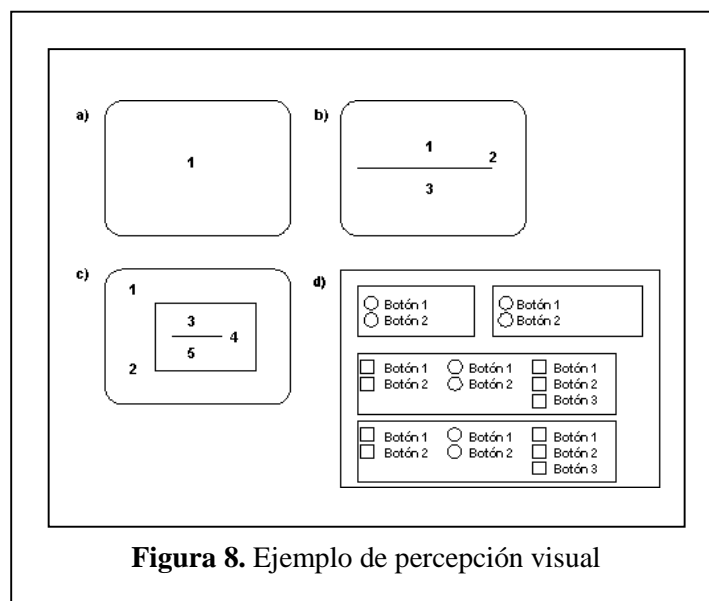 a)
1
b)
1
2
3
c)
1
2
3
4
5
d)
Botón 1
Botón 2
Botón 1
Botón 2
Botón 1 Botón 1 Botón 1
Botón 2 Botón 2 Botón 2
Botón 3
Botón 1 Botón 1 Botón 1
Botón 2 Botón 2 Botón 2
Botón 3
Figura 8. Ejemplo de percepción visual